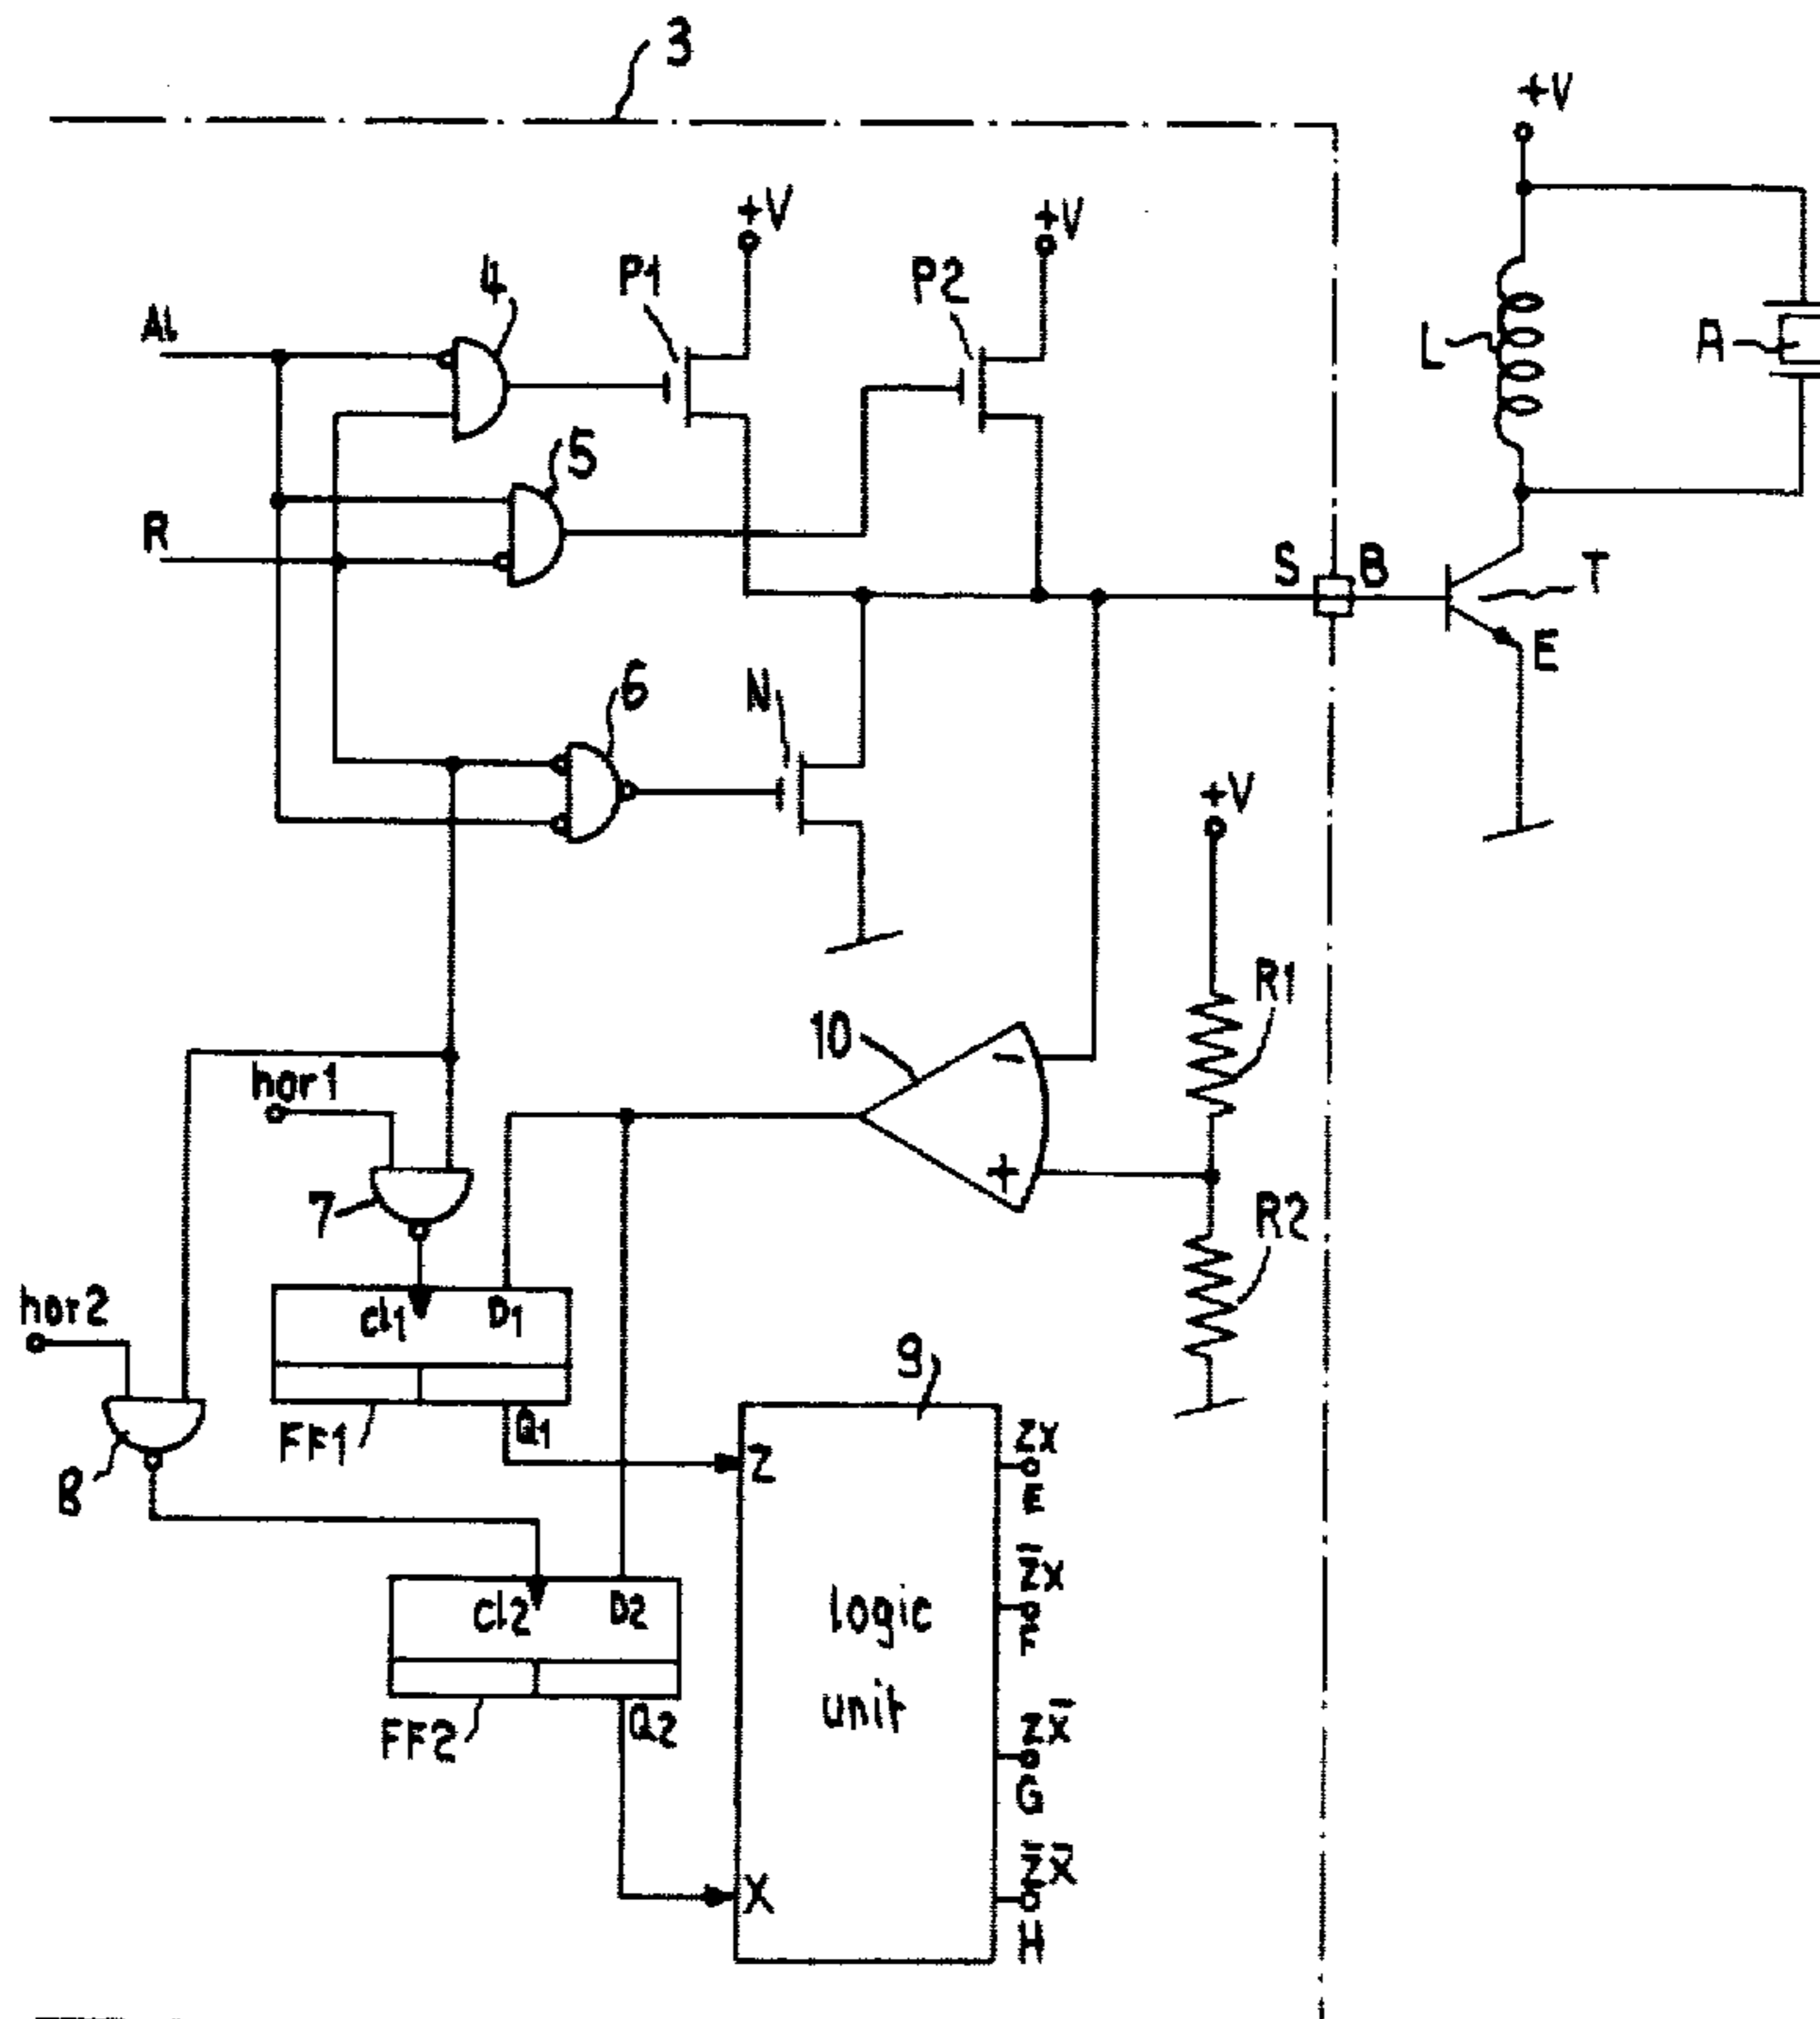 3
+V
+V
+V
4
P1
P2
AL
L
A
5
R
S
B
T
E
6
N
+V
R1
10
hor1
-
+
7
R2
hor2
cl1
D1
9
FF1
Q1
Z
ZX
E
8
Z̅X
F
cl2
D2
logic
unit
FF2
Q2
ZX̅
G
X
Z̅X̅
H